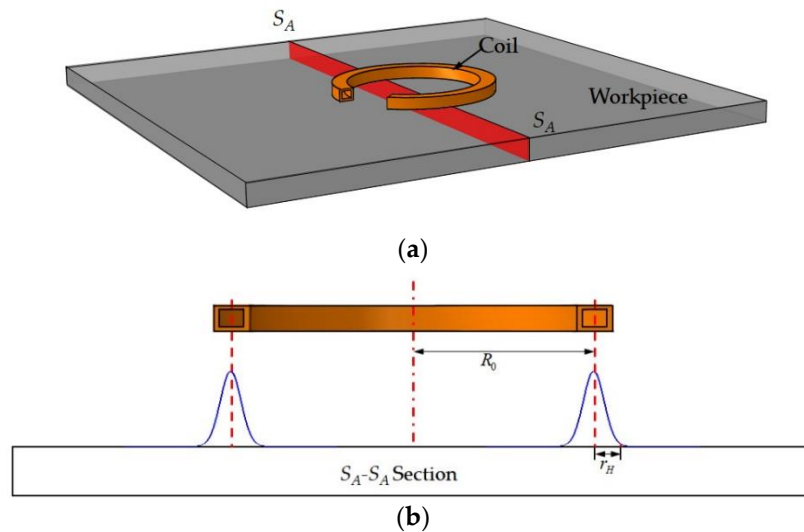 S_A
Coil
Workpiece
S_A
(a)
R_0
r_H
S_A-S_A Section
(b)